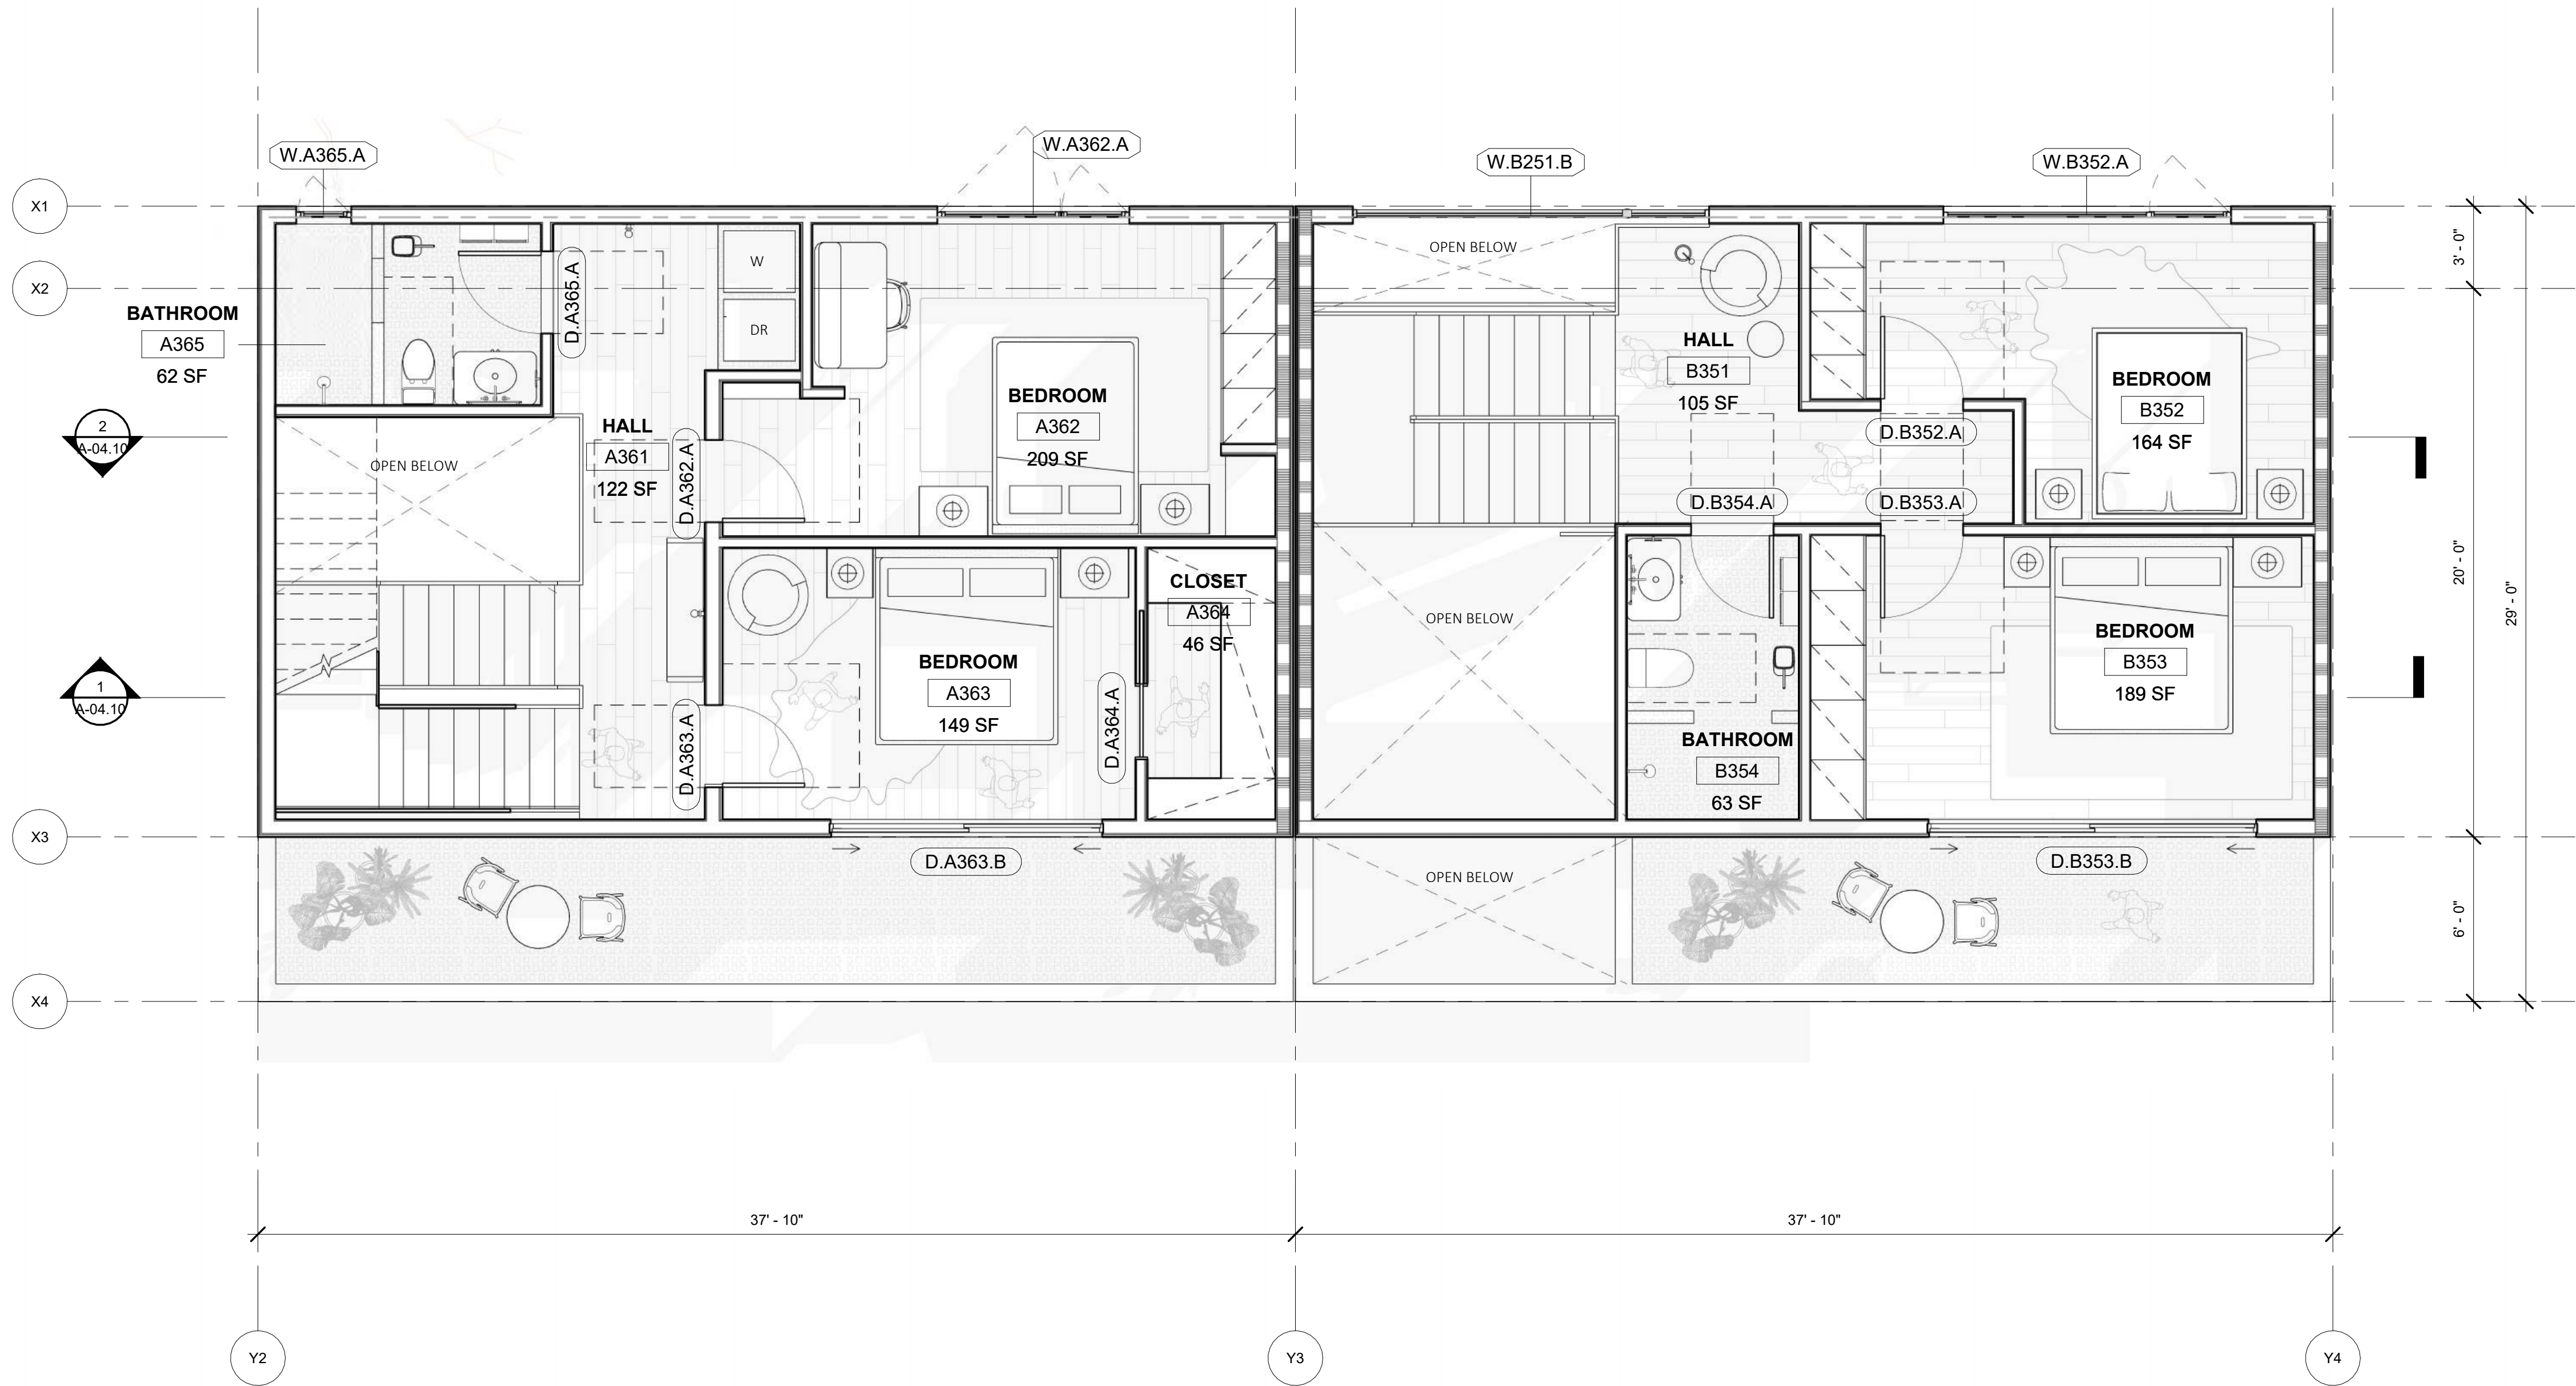 W.A365.A
W.A362.A
W.B251.B
W.B352.A
X1
X2
X3
X4
3' - 0"
20' - 0"
29' - 0"
6' - 0"
BATHROOM
A365
62 SF
D.A365.A
W
DR
OPEN BELOW
HALL
A361
122 SF
D.A362.A
BEDROOM
A362
209 SF
2
A-04.10
1
A-04.10
BEDROOM
A363
149 SF
D.A363.A
D.A364.A
CLOSET
A364
46 SF
D.A363.B
OPEN BELOW
HALL
B351
105 SF
D.B352.A
D.B354.A
D.B353.A
BEDROOM
B352
164 SF
OPEN BELOW
BATHROOM
B354
63 SF
BEDROOM
B353
189 SF
OPEN BELOW
D.B353.B
37' - 10"
37' - 10"
Y2
Y3
Y4